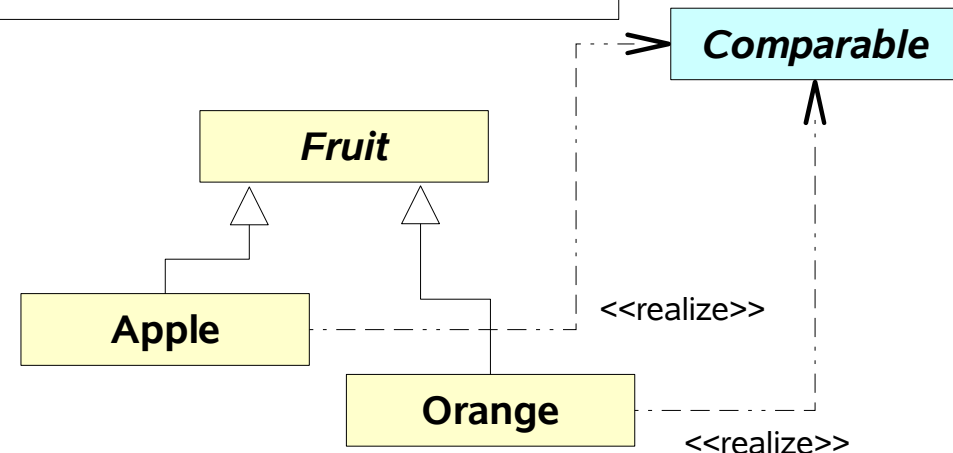 Comparable
Fruit
<<realize>>
Apple
Orange
<<realize>>